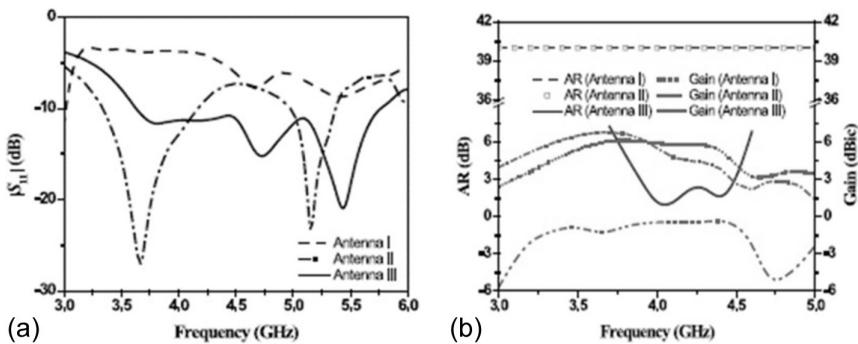 0
−10
−20
−30
|S11| (dB)
Antenna I
Antenna II
Antenna III
3,0 3,5 4,0 4,5 5,0 5,5 6,0
Frequency (GHz)
(a)
42
40
36
6
3
0
−3
−6
AR (dB)
AR (Antenna I)
AR (Antenna II)
AR (Antenna III)
Gain (Antenna I)
Gain (Antenna II)
Gain (Antenna III)
42
40
36
6
3
0
−3
−6
Gain (dBic)
3,0 3,5 4,0 4,5 5,0
Frequency (GHz)
(b)